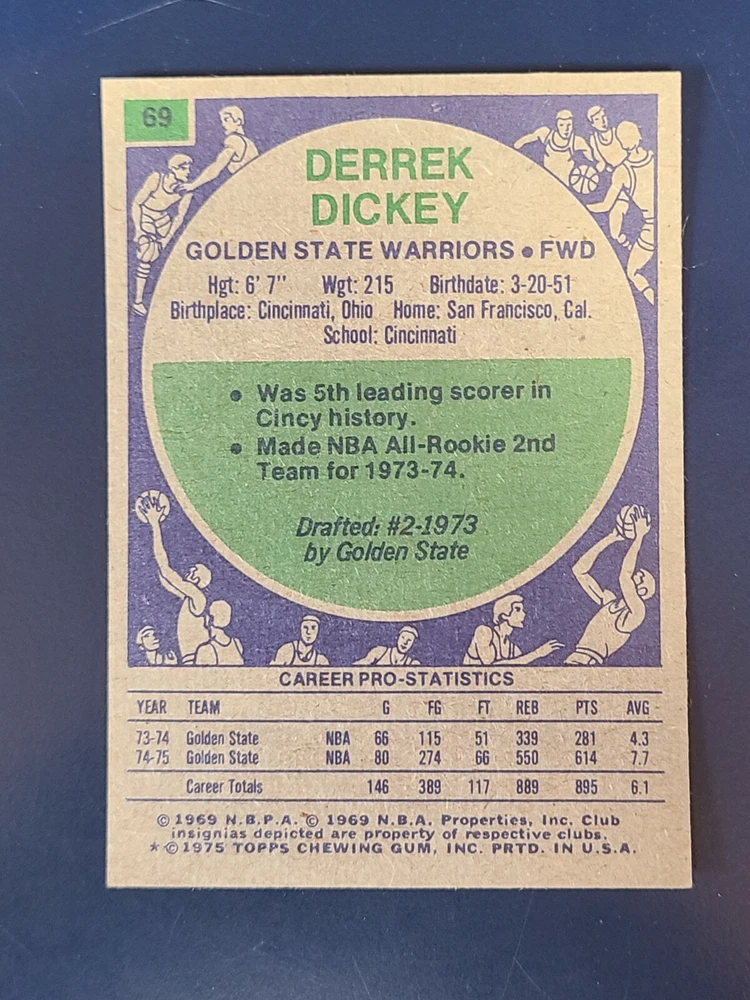 69
DERREK
DICKEY
GOLDEN STATE WARRIORS • FWD
Hgt: 6' 7" Wgt: 215 Birthdate: 3-20-51
Birthplace: Cincinnati, Ohio Home: San Francisco, Cal.
School: Cincinnati
• Was 5th leading scorer in
Cincy history.
• Made NBA All-Rookie 2nd
Team for 1973-74.
Drafted: #2-1973
by Golden State
CAREER PRO-STATISTICS
YEAR TEAM G FG FT REB PTS AVG
73-74 Golden State NBA 66 115 51 339 281 4.3
74-75 Golden State NBA 80 274 66 550 614 7.7
Career Totals 146 389 117 889 895 6.1
© 1969 N.B.P.A. © 1969 N.B.A. Properties, Inc. Club
insignias depicted are property of respective clubs.
★ © 1975 TOPPS CHEWING GUM, INC. PRTD. IN U.S.A.